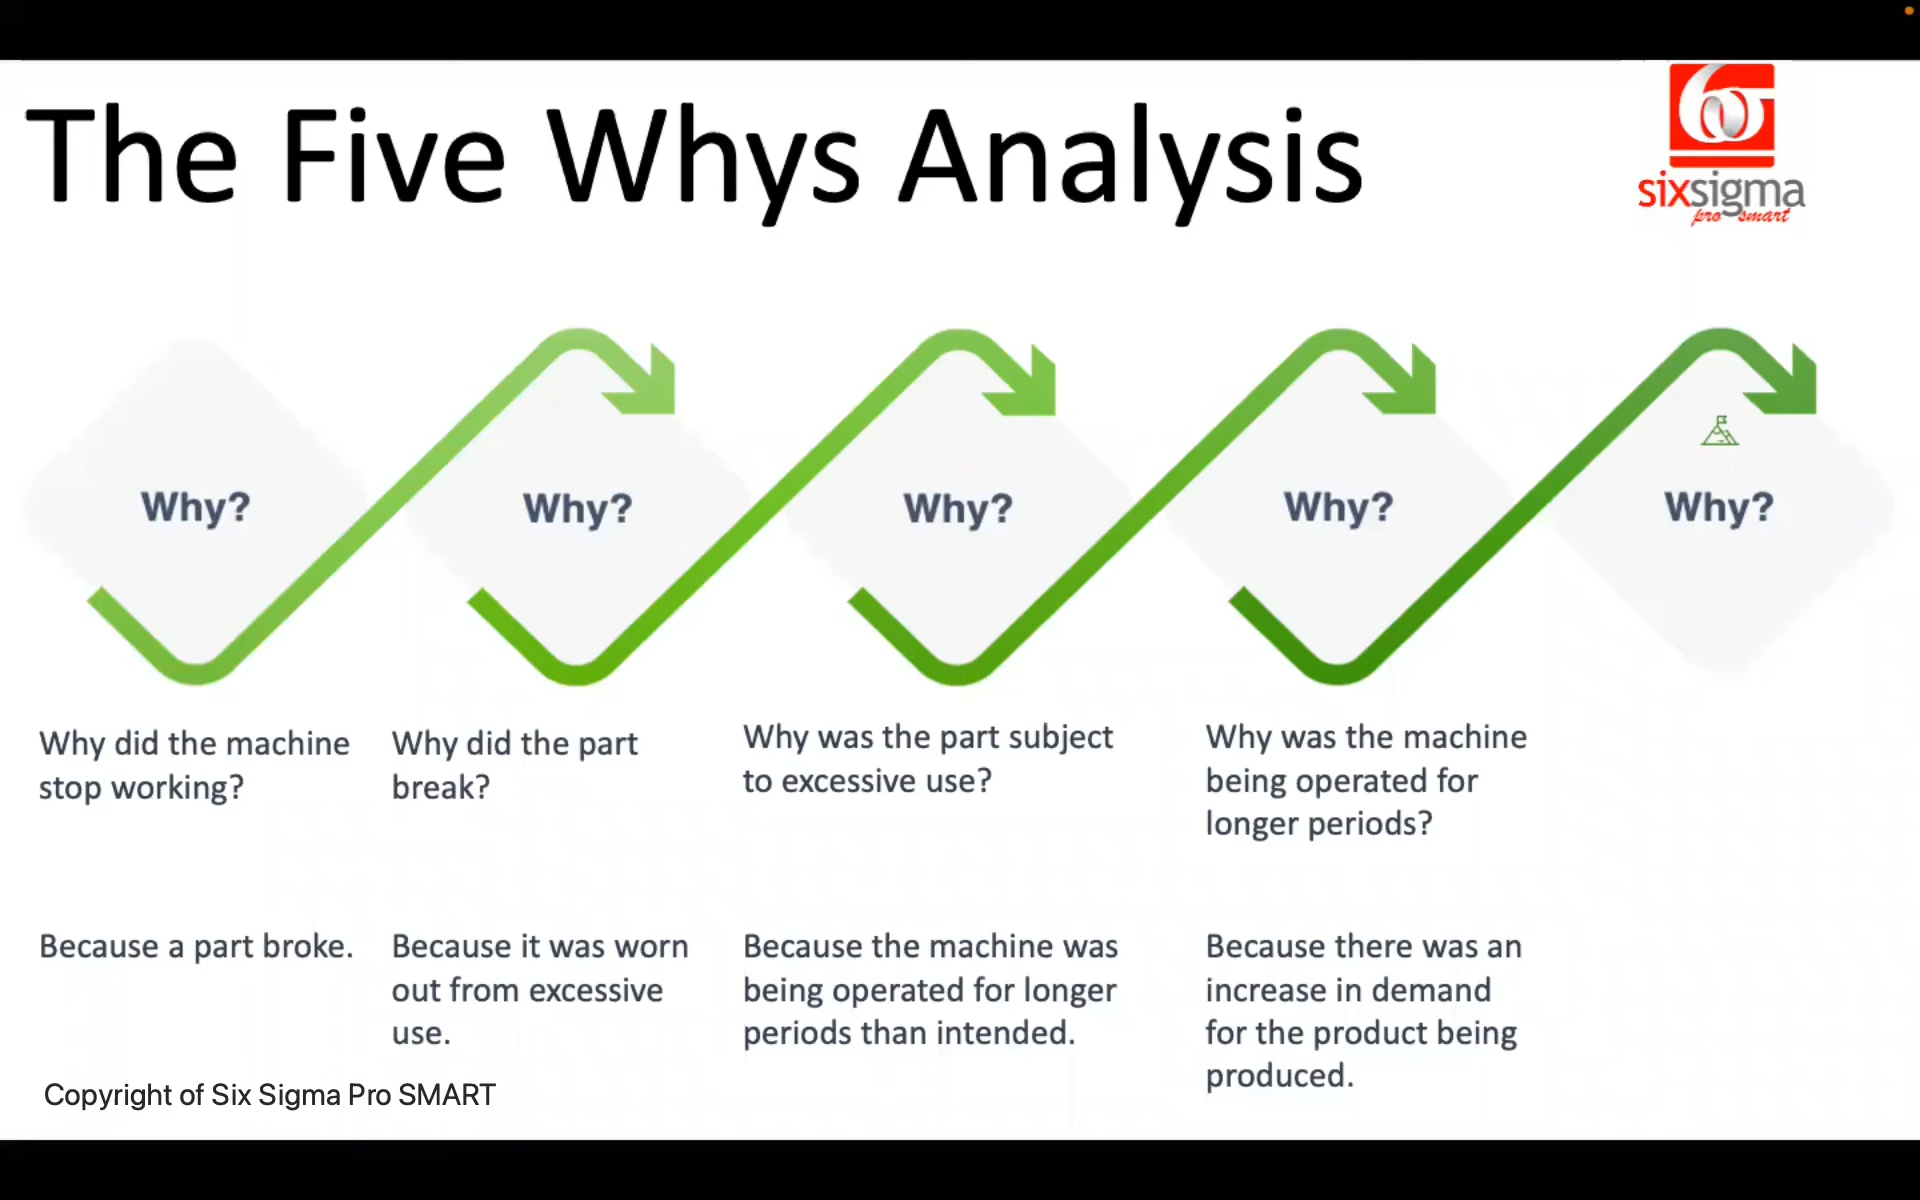 The Five Whys Analysis
6σ
sixsigma
pro smart
Why?
Why?
Why?
Why?
Why?
Why did the machine
stop working?
Why did the part
break?
Why was the part subject
to excessive use?
Why was the machine
being operated for
longer periods?
Because a part broke.
Because it was worn
out from excessive
use.
Because the machine was
being operated for longer
periods than intended.
Because there was an
increase in demand
for the product being
produced.
Copyright of Six Sigma Pro SMART